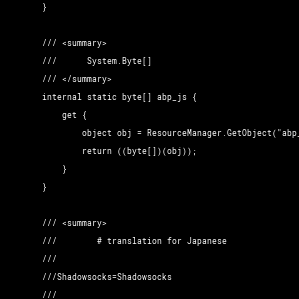 }
/// <summary>
///      System.Byte[]
/// </summary>
internal static byte[] abp_js {
get {
object obj = ResourceManager.GetObject("abp_
return ((byte[])(obj));
}
}
/// <summary>
///        # translation for Japanese
///
///Shadowsocks=Shadowsocks
///